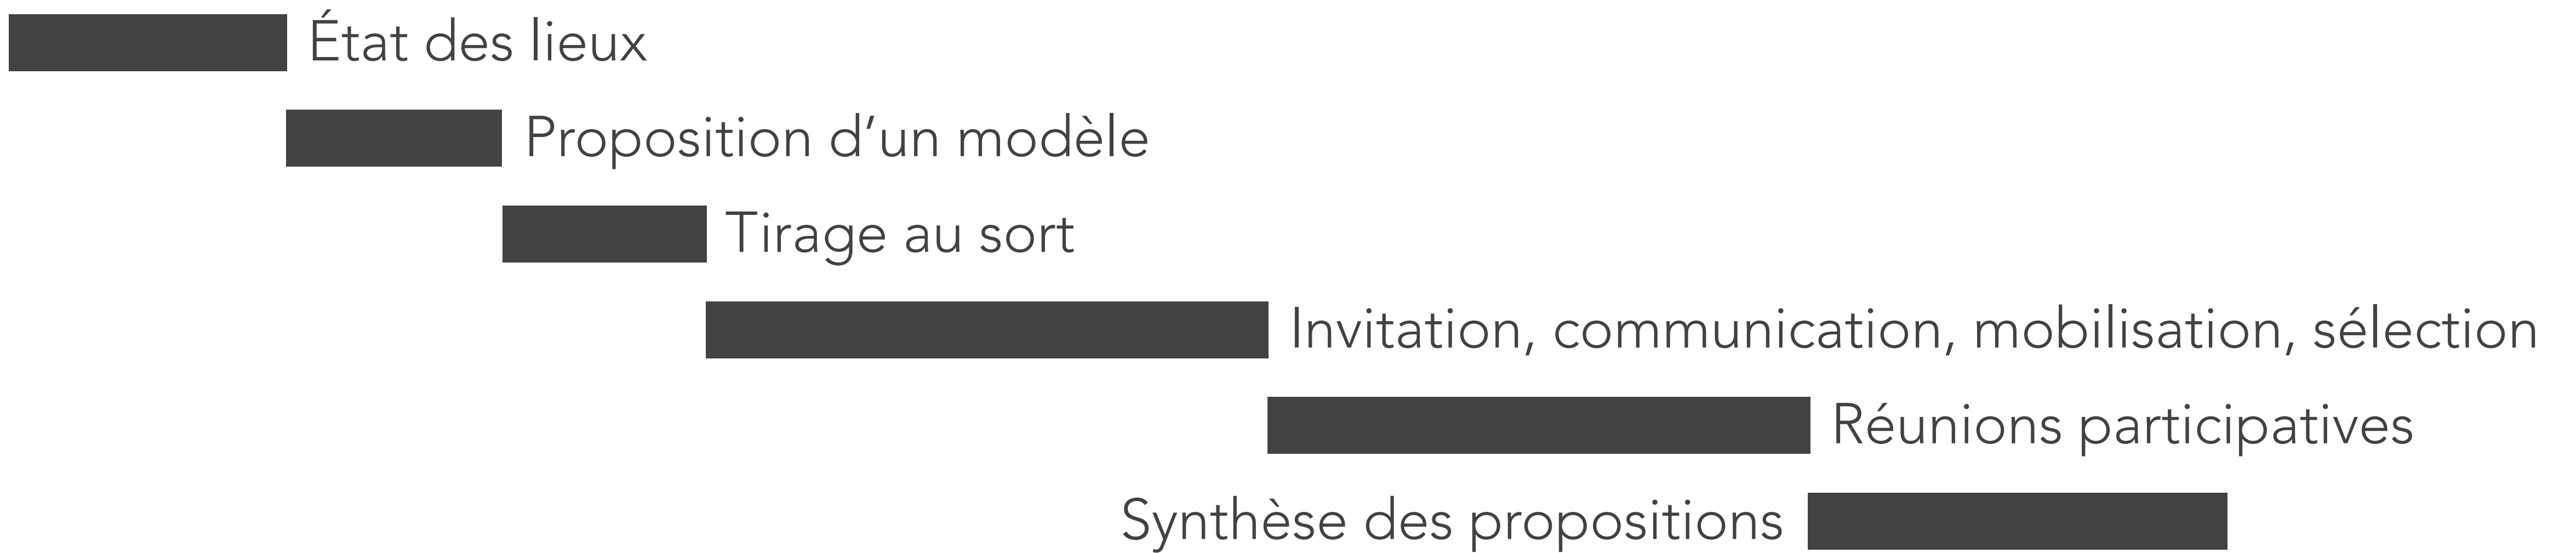 État des lieux
Proposition d’un modèle
Tirage au sort
Invitation, communication, mobilisation, sélection
Réunions participatives
Synthèse des propositions